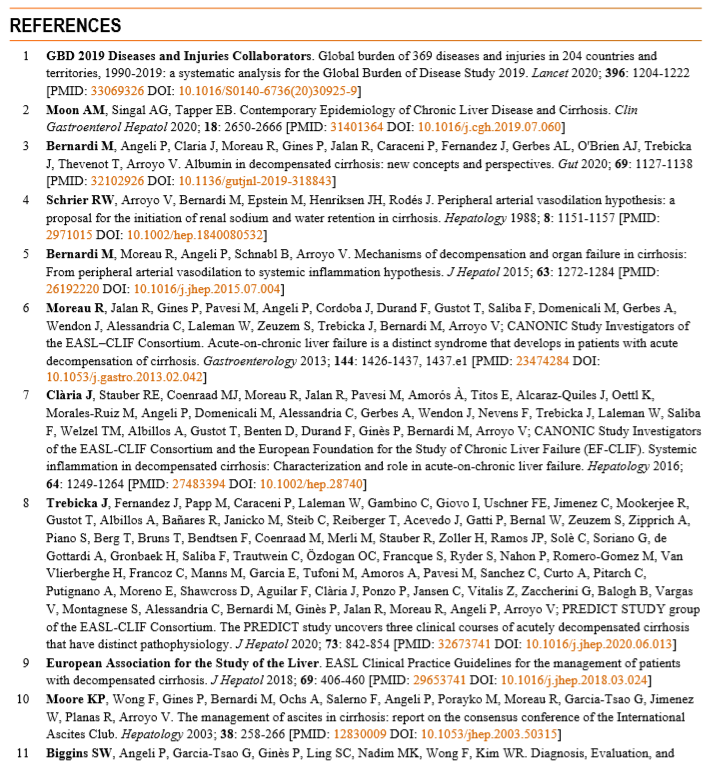 REFERENCES
1 GBD 2019 Diseases and Injuries Collaborators. Global burden of 369 diseases and injuries in 204 countries and
territories, 1990-2019: a systematic analysis for the Global Burden of Disease Study 2019. Lancet 2020; 396: 1204-1222
[PMID: 33069326 DOI: 10.1016/S0140-6736(20)30925-9]
2 Moon AM, Singal AG, Tapper EB. Contemporary Epidemiology of Chronic Liver Disease and Cirrhosis. Clin
Gastroenterol Hepatol 2020; 18: 2650-2666 [PMID: 31401364 DOI: 10.1016/j.cgh.2019.07.060]
3 Bernardi M, Angeli P, Claria J, Moreau R, Gines P, Jalan R, Caraceni P, Fernandez J, Gerbes AL, O'Brien AJ, Trebicka
J, Thevenot T, Arroyo V. Albumin in decompensated cirrhosis: new concepts and perspectives. Gut 2020; 69: 1127-1138
[PMID: 32102926 DOI: 10.1136/gutjnl-2019-318843]
4 Schrier RW, Arroyo V, Bernardi M, Epstein M, Henriksen JH, Rodés J. Peripheral arterial vasodilation hypothesis: a
proposal for the initiation of renal sodium and water retention in cirrhosis. Hepatology 1988; 8: 1151-1157 [PMID:
2971015 DOI: 10.1002/hep.1840080532]
5 Bernardi M, Moreau R, Angeli P, Schnabl B, Arroyo V. Mechanisms of decompensation and organ failure in cirrhosis:
From peripheral arterial vasodilation to systemic inflammation hypothesis. J Hepatol 2015; 63: 1272-1284 [PMID:
26192220 DOI: 10.1016/j.jhep.2015.07.004]
6 Moreau R, Jalan R, Gines P, Pavesi M, Angeli P, Cordoba J, Durand F, Gustot T, Saliba F, Domenicali M, Gerbes A,
Wendon J, Alessandria C, Laleman W, Zeuzem S, Trebicka J, Bernardi M, Arroyo V; CANONIC Study Investigators of
the EASL–CLIF Consortium. Acute-on-chronic liver failure is a distinct syndrome that develops in patients with acute
decompensation of cirrhosis. Gastroenterology 2013; 144: 1426-1437, 1437.e1 [PMID: 23474284 DOI:
10.1053/j.gastro.2013.02.042]
7 Clària J, Stauber RE, Coenraad MJ, Moreau R, Jalan R, Pavesi M, Amorós À, Titos E, Alcaraz-Quiles J, Oettl K,
Morales-Ruiz M, Angeli P, Domenicali M, Alessandria C, Gerbes A, Wendon J, Nevens F, Trebicka J, Laleman W, Saliba
F, Welzel TM, Albillos A, Gustot T, Benten D, Durand F, Ginès P, Bernardi M, Arroyo V; CANONIC Study Investigators
of the EASL-CLIF Consortium and the European Foundation for the Study of Chronic Liver Failure (EF-CLIF). Systemic
inflammation in decompensated cirrhosis: Characterization and role in acute-on-chronic liver failure. Hepatology 2016;
64: 1249-1264 [PMID: 27483394 DOI: 10.1002/hep.28740]
8 Trebicka J, Fernandez J, Papp M, Caraceni P, Laleman W, Gambino C, Giovo I, Uschner FE, Jimenez C, Mookerjee R,
Gustot T, Albillos A, Bañares R, Janicko M, Steib C, Reiberger T, Acevedo J, Gatti P, Bernal W, Zeuzem S, Zipprich A,
Piano S, Berg T, Bruns T, Bendtsen F, Coenraad M, Merli M, Stauber R, Zoller H, Ramos JP, Solè C, Soriano G, de
Gottardi A, Gronbaek H, Saliba F, Trautwein C, Özdogan OC, Francque S, Ryder S, Nahon P, Romero-Gomez M, Van
Vlierberghe H, Francoz C, Manns M, Garcia E, Tufoni M, Amoros A, Pavesi M, Sanchez C, Curto A, Pitarch C,
Putignano A, Moreno E, Shawcross D, Aguilar F, Clària J, Ponzo P, Jansen C, Vitalis Z, Zaccherini G, Balogh B, Vargas
V, Montagnese S, Alessandria C, Bernardi M, Ginès P, Jalan R, Moreau R, Angeli P, Arroyo V; PREDICT STUDY group
of the EASL-CLIF Consortium. The PREDICT study uncovers three clinical courses of acutely decompensated cirrhosis
that have distinct pathophysiology. J Hepatol 2020; 73: 842-854 [PMID: 32673741 DOI: 10.1016/j.jhep.2020.06.013]
9 European Association for the Study of the Liver. EASL Clinical Practice Guidelines for the management of patients
with decompensated cirrhosis. J Hepatol 2018; 69: 406-460 [PMID: 29653741 DOI: 10.1016/j.jhep.2018.03.024]
10 Moore KP, Wong F, Gines P, Bernardi M, Ochs A, Salerno F, Angeli P, Porayko M, Moreau R, Garcia-Tsao G, Jimenez
W, Planas R, Arroyo V. The management of ascites in cirrhosis: report on the consensus conference of the International
Ascites Club. Hepatology 2003; 38: 258-266 [PMID: 12830009 DOI: 10.1053/jhep.2003.50315]
11 Biggins SW, Angeli P, Garcia-Tsao G, Ginès P, Ling SC, Nadim MK, Wong F, Kim WR. Diagnosis, Evaluation, and